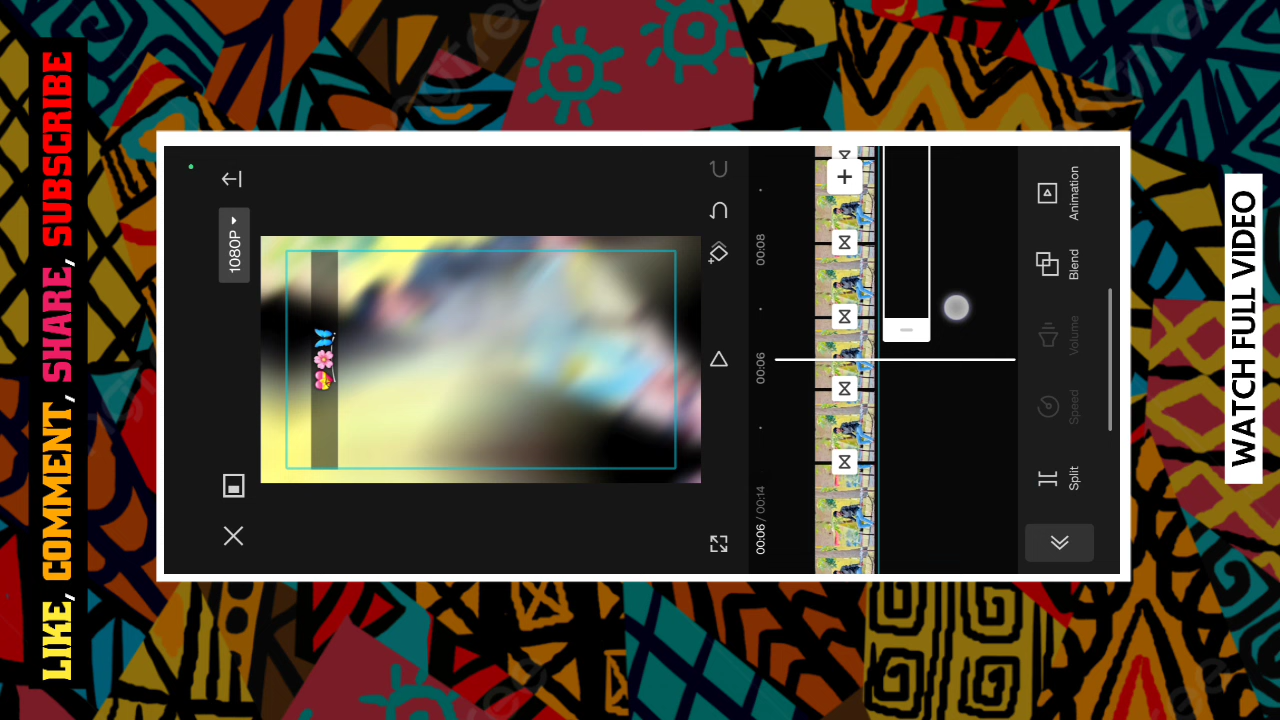 LIKE, COMMENT, SHARE, SUBSCRIBE
1080P
00:06 / 00:14
00:06
00:08
Split
Speed
Volume
Blend
Animation
WATCH FULL VIDEO